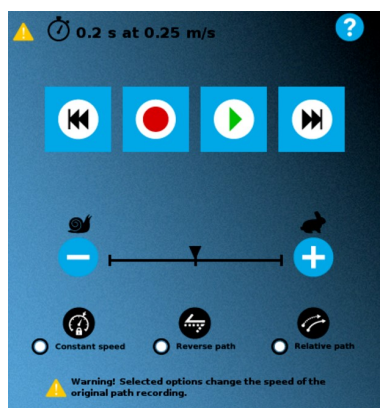 0.2 s at 0.25 m/s
?
Constant speed
Reverse path
Relative path
Warning! Selected options change the speed of the
original path recording.